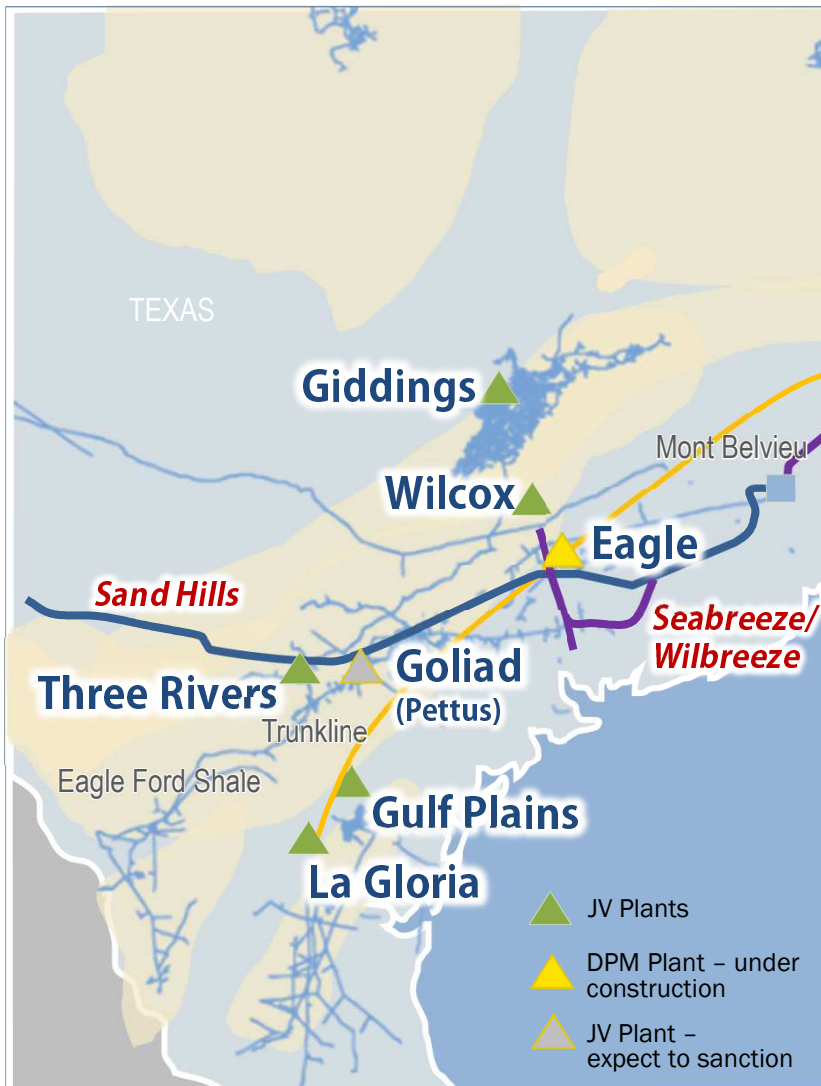 TEXAS
Giddings
Mont Belvieu
Wilcox
Eagle
Sand Hills
Seabreeze/
Wilbreeze
Goliad
(Pettus)
Three Rivers
Trunkline
Eagle Ford Shale
Gulf Plains
La Gloria
JV Plants
DPM Plant – under
construction
JV Plant –
expect to sanction